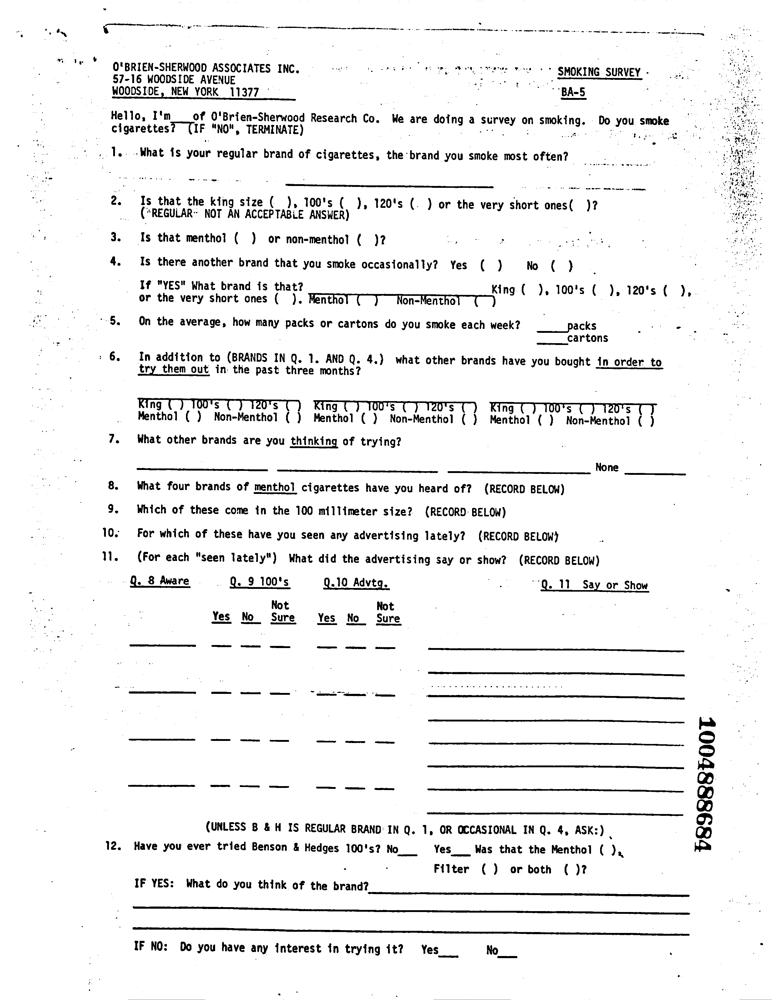 O'BRIEN-SHERWOOD ASSOCIATES INC.
57-16 WOODSIDE AVENUE
WOODSIDE, NEW YORK 11377
SMOKING SURVEY
BA-5
Hello, I'm___ of O'Brien-Sherwood Research Co. We are doing a survey on smoking. Do you smoke
cigarettes? (IF "NO", TERMINATE)
1. What is your regular brand of cigarettes, the brand you smoke most often?
2. Is that the king size ( ), 100's ( ), 120's ( ) or the very short ones( )?
("REGULAR" NOT AN ACCEPTABLE ANSWER)
3. Is that menthol ( ) or non-menthol ( )?
4. Is there another brand that you smoke occasionally? Yes ( ) No ( )
If "YES" What brand is that? King ( ), 100's ( ), 120's ( ),
or the very short ones ( ). Menthol ( ) Non-Menthol ( )
5. On the average, how many packs or cartons do you smoke each week? ____packs
____cartons
6. In addition to (BRANDS IN Q. 1. AND Q. 4.) what other brands have you bought in order to
try them out in the past three months?
King ( ) 100's ( ) 120's ( ) King ( ) 100's ( ) 120's ( ) King ( ) 100's ( ) 120's ( )
Menthol ( ) Non-Menthol ( ) Menthol ( ) Non-Menthol ( ) Menthol ( ) Non-Menthol ( )
7. What other brands are you thinking of trying?
None
8. What four brands of menthol cigarettes have you heard of? (RECORD BELOW)
9. Which of these come in the 100 millimeter size? (RECORD BELOW)
10. For which of these have you seen any advertising lately? (RECORD BELOW)
11. (For each "seen lately") What did the advertising say or show? (RECORD BELOW)
Q. 8 Aware Q. 9 100's Q.10 Advtg. Q. 11 Say or Show
Not Not
Yes No Sure Yes No Sure
(UNLESS B & H IS REGULAR BRAND IN Q. 1, OR OCCASIONAL IN Q. 4, ASK:)
12. Have you ever tried Benson & Hedges 100's? No___ Yes___ Was that the Menthol ( ),
Filter ( ) or both ( )?
IF YES: What do you think of the brand?
IF NO: Do you have any interest in trying it? Yes___ No___
1004888684